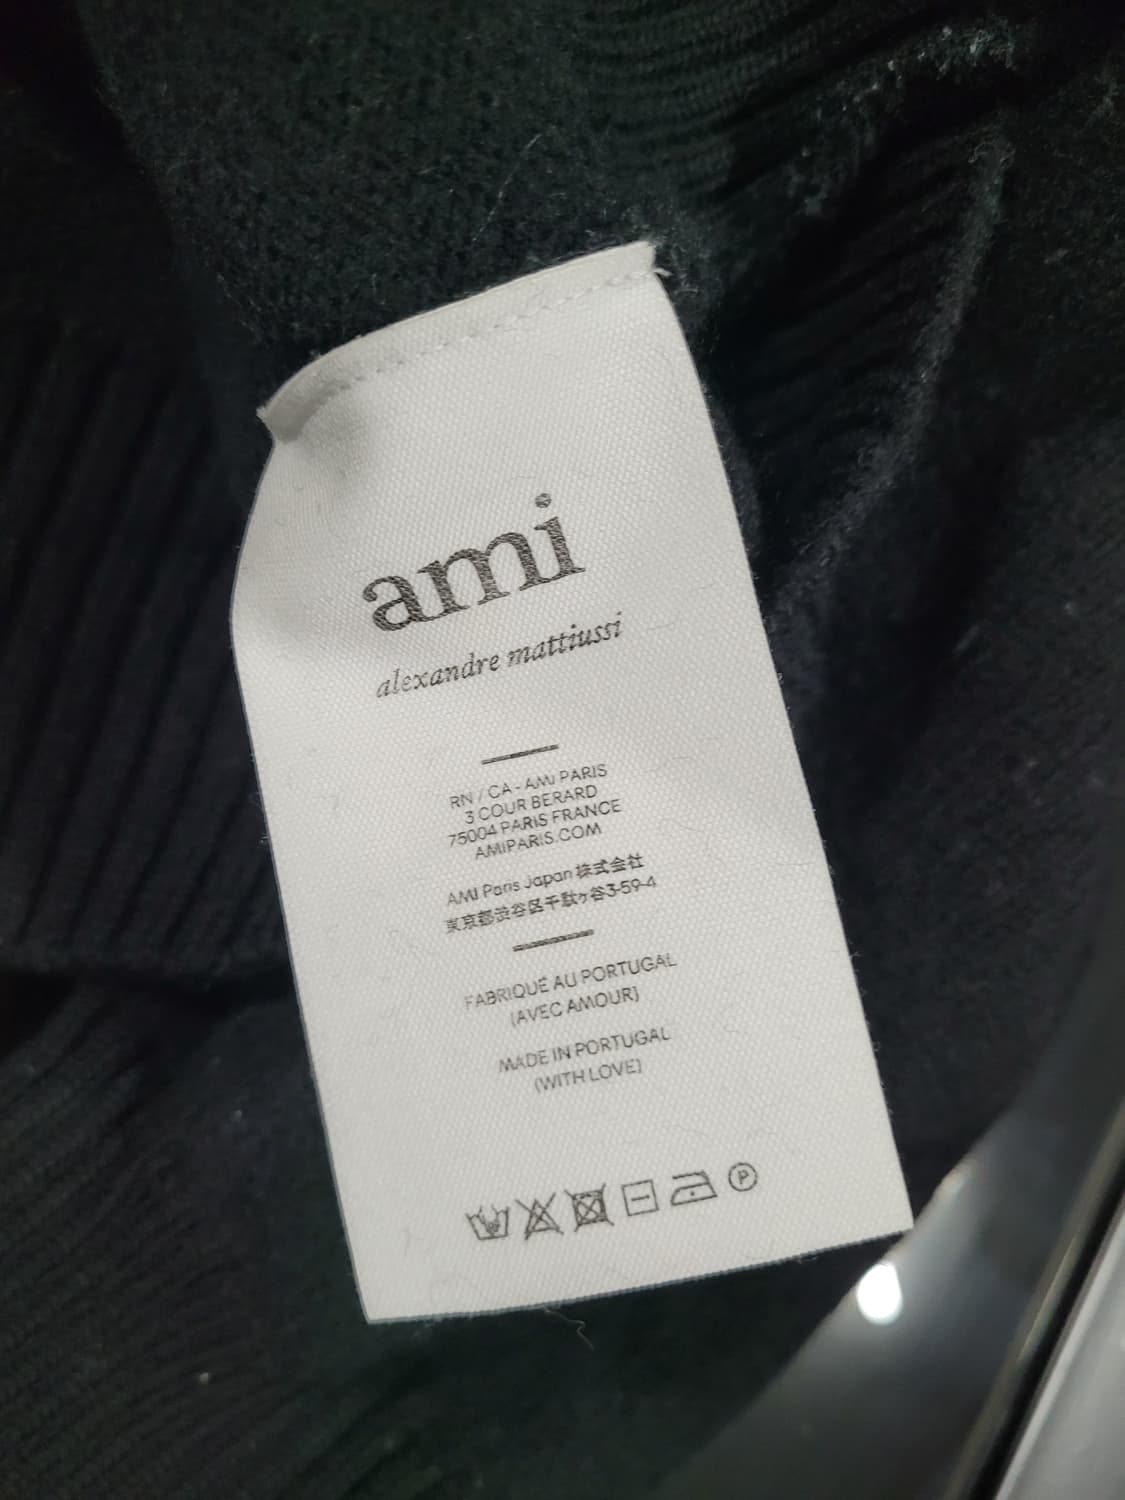 ami
alexandre mattiussi
RN / CA - AMI PARIS
3 COUR BERARD
75004 PARIS FRANCE
AMIPARIS.COM
AMI Paris Japan 株式会社
東京都渋谷区千駄ヶ谷3-59-4
FABRIQUÉ AU PORTUGAL
(AVEC AMOUR)
MADE IN PORTUGAL
(WITH LOVE)
P